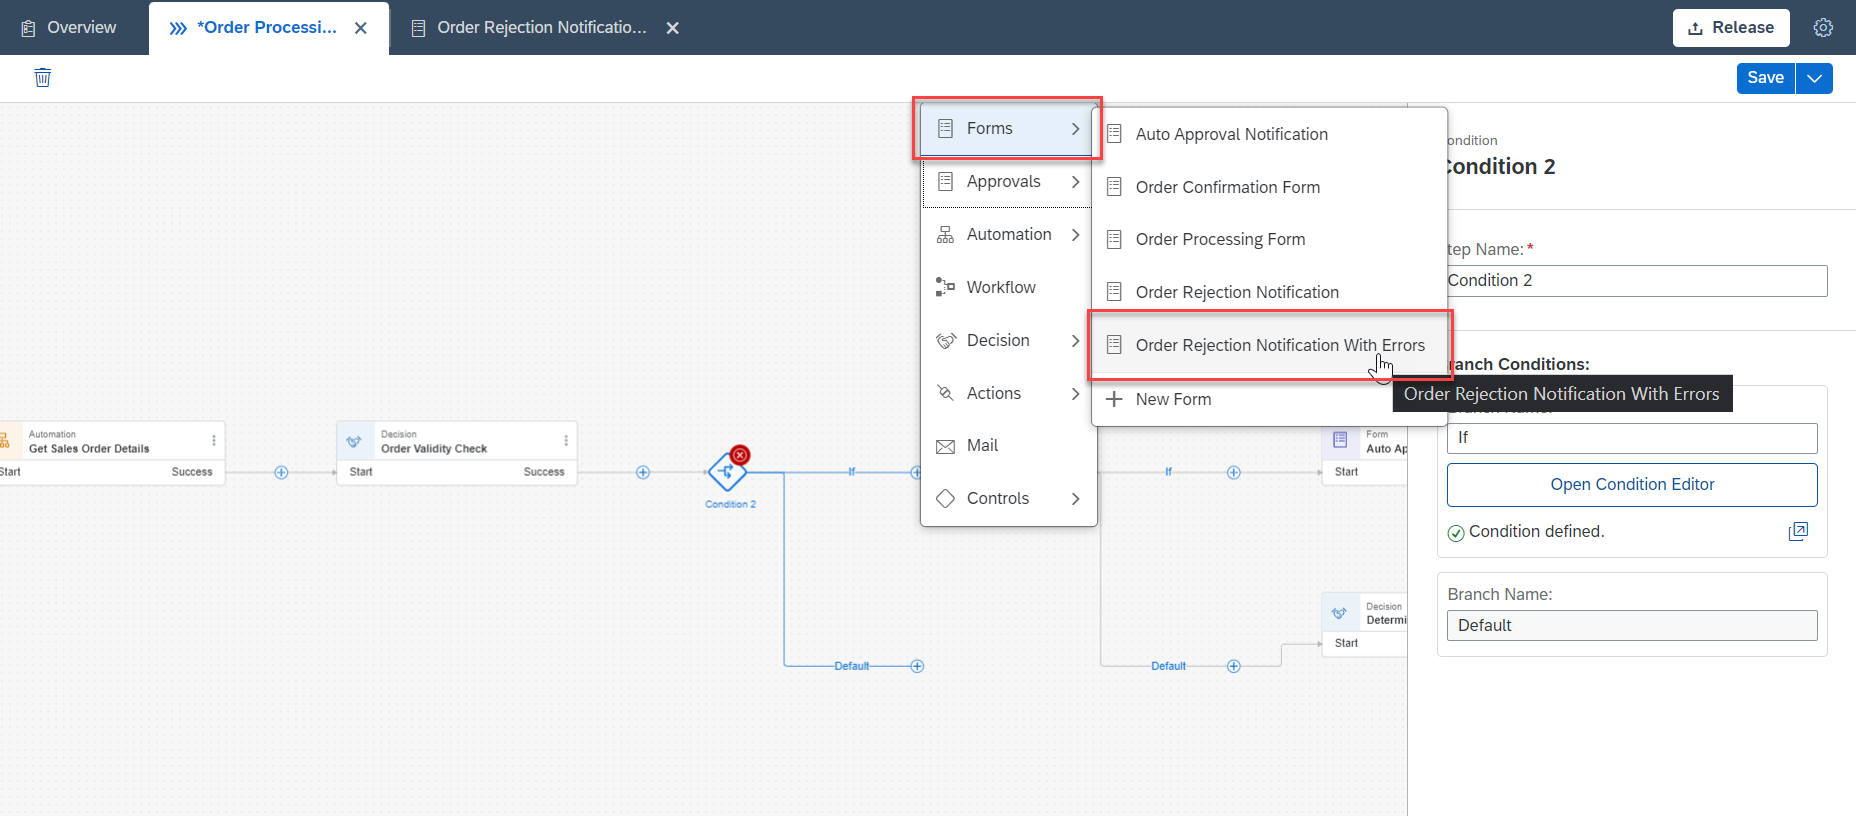 Overview
*Order Processi...
Order Rejection Notificatio...
Release
Save
Forms
Approvals
Automation
Workflow
Decision
Actions
Mail
Controls
Auto Approval Notification
Order Confirmation Form
Order Processing Form
Order Rejection Notification
Order Rejection Notification With Errors
New Form
Order Rejection Notification With Errors
ondition
Condition 2
tep Name: *
Condition 2
ranch Conditions:
If
Open Condition Editor
Condition defined.
Branch Name:
Default
Automation
Get Sales Order Details
Start
Success
Decision
Order Validity Check
Start
Success
Condition 2
If
Default
If
Default
Form
Auto Ap
Start
Decision
Determi
Start